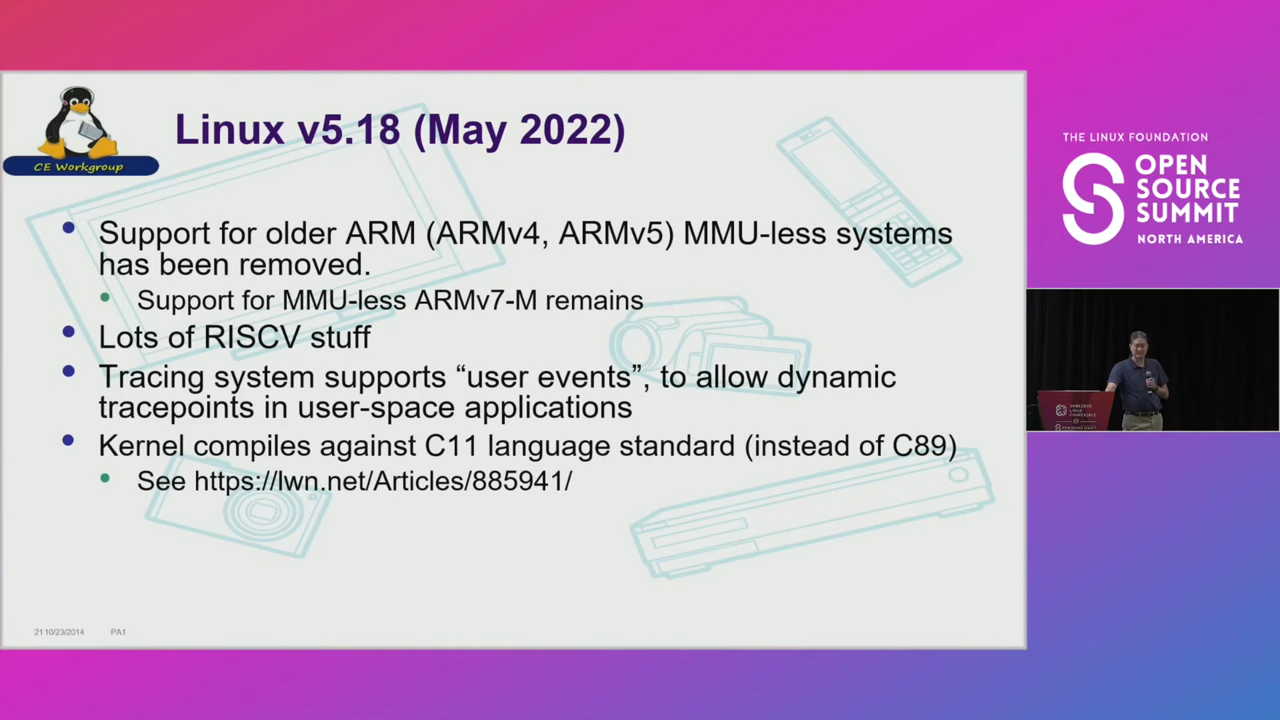 CE Workgroup
Linux v5.18 (May 2022)
Support for older ARM (ARMv4, ARMv5) MMU-less systems
has been removed.
Support for MMU-less ARMv7-M remains
Lots of RISCV stuff
Tracing system supports “user events”, to allow dynamic
tracepoints in user-space applications
Kernel compiles against C11 language standard (instead of C89)
See https://lwn.net/Articles/885941/
21 10/23/2014 PA1
THE LINUX FOUNDATION
OPEN
SOURCE
SUMMIT
NORTH AMERICA